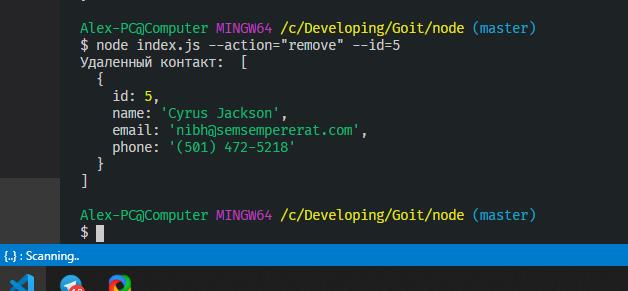 Alex-PC@Computer MINGW64 /c/Developing/Goit/node (master)
$ node index.js --action="remove" --id=5
Удаленный контакт:  [
  {
    id: 5,
    name: 'Cyrus Jackson',
    email: 'nibh@semsempererat.com',
    phone: '(501) 472-5218'
  }
]
Alex-PC@Computer MINGW64 /c/Developing/Goit/node (master)
$
{..} : Scanning..